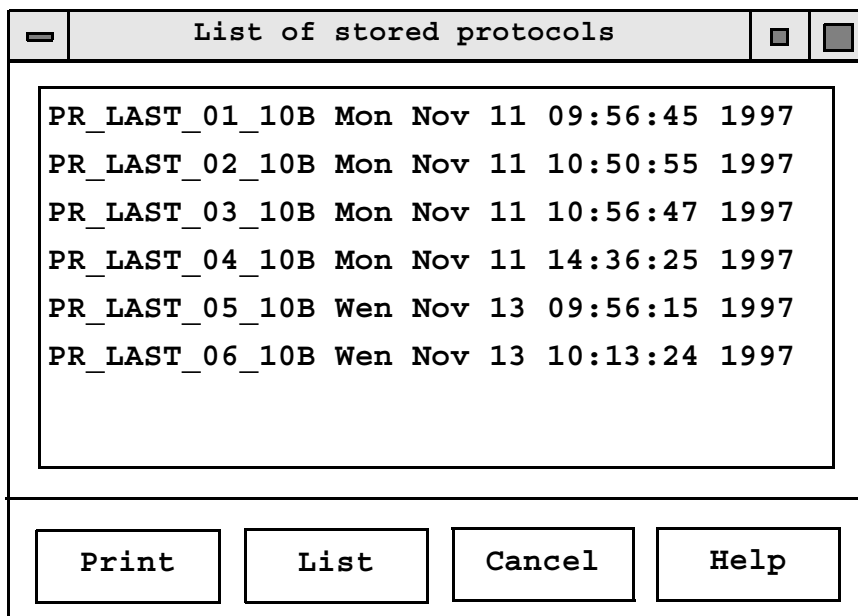 List of stored protocols
PR_LAST_01_10B Mon Nov 11 09:56:45 1997
PR_LAST_02_10B Mon Nov 11 10:50:55 1997
PR_LAST_03_10B Mon Nov 11 10:56:47 1997
PR_LAST_04_10B Mon Nov 11 14:36:25 1997
PR_LAST_05_10B Wen Nov 13 09:56:15 1997
PR_LAST_06_10B Wen Nov 13 10:13:24 1997
Print List Cancel Help